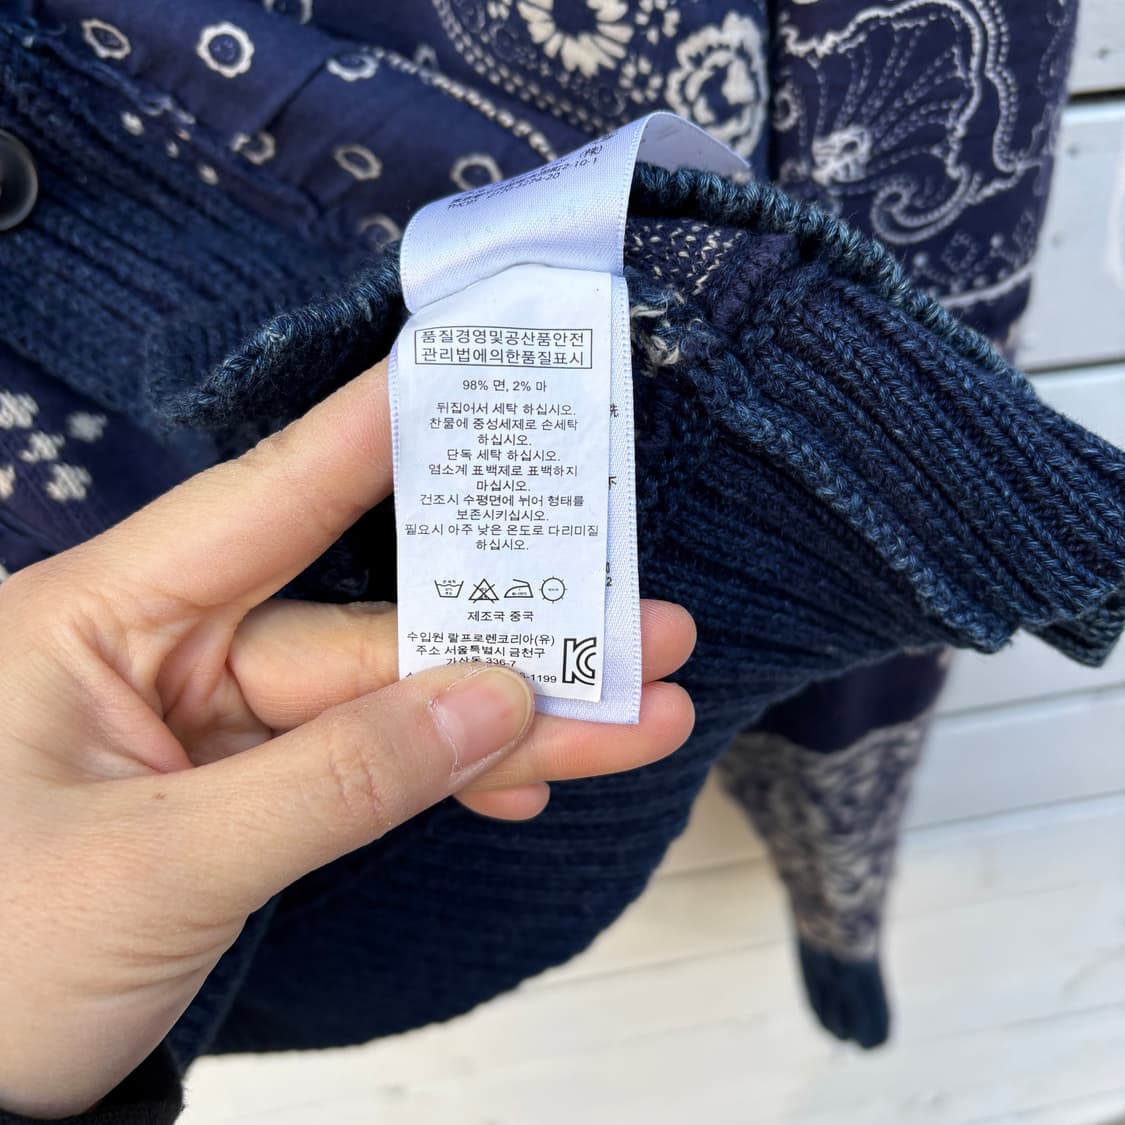 (株)
2-10-1
품질경영및공산품안전
관리법에의한품질표시
98% 면, 2% 마
뒤집어서 세탁 하십시오.
찬물에 중성세제로 손세탁
하십시오.
단독 세탁 하십시오.
염소계 표백제로 표백하지
마십시오.
건조시 수평면에 뉘어 형태를
보존시키십시오.
필요시 아주 낮은 온도로 다리미질
하십시오.
제조국 중국
수입원 랄프로렌코리아(유)
주소 서울특별시 금천구
가산동 336-7
-1199